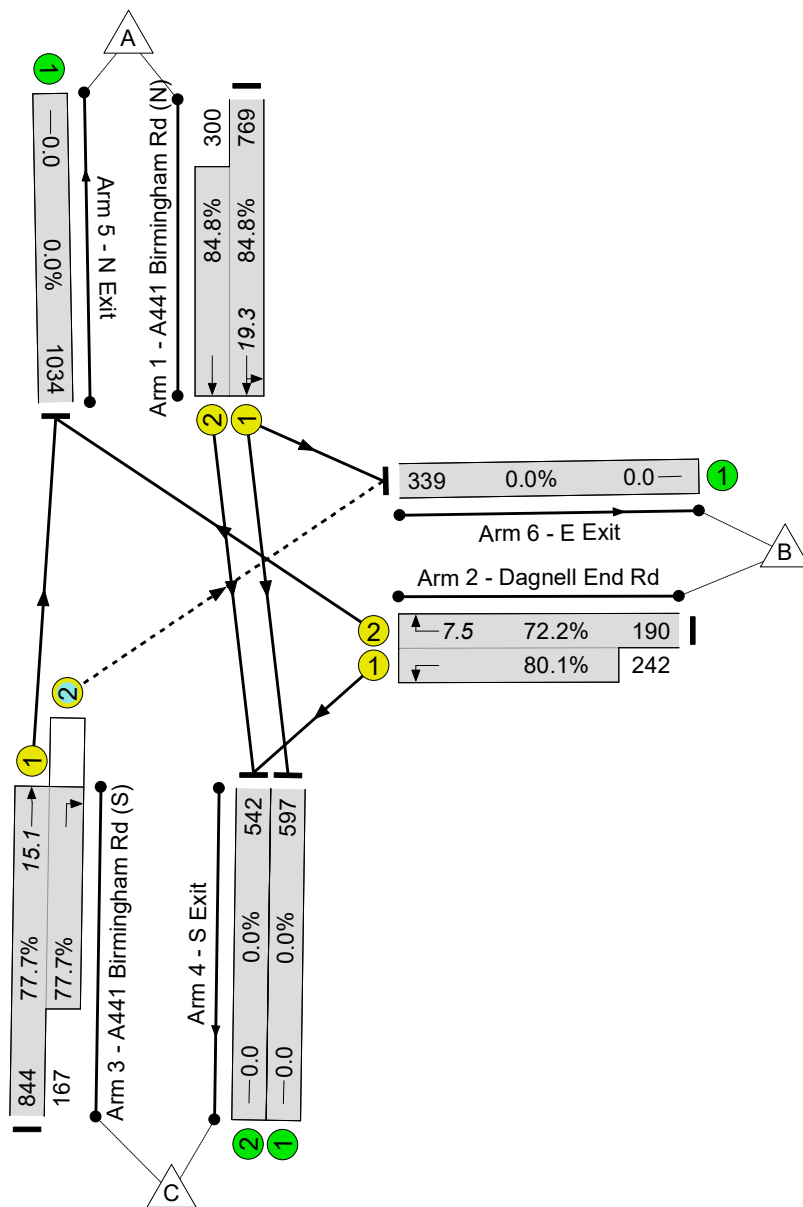 A
1
0.0 0.0% 1034
Arm 5 - N Exit
Arm 1 - A441 Birmingham Rd (N)
300 84.8%
769 84.8% 19.3
2
1
339 0.0% 0.0
1
Arm 6 - E Exit
B
Arm 2 - Dagnell End Rd
2
7.5 72.2% 190
1
80.1% 242
2
1
844 77.7% 15.1
167 77.7%
Arm 3 - A441 Birmingham Rd (S)
Arm 4 - S Exit
542 0.0% 0.0
597 0.0% 0.0
2
1
C